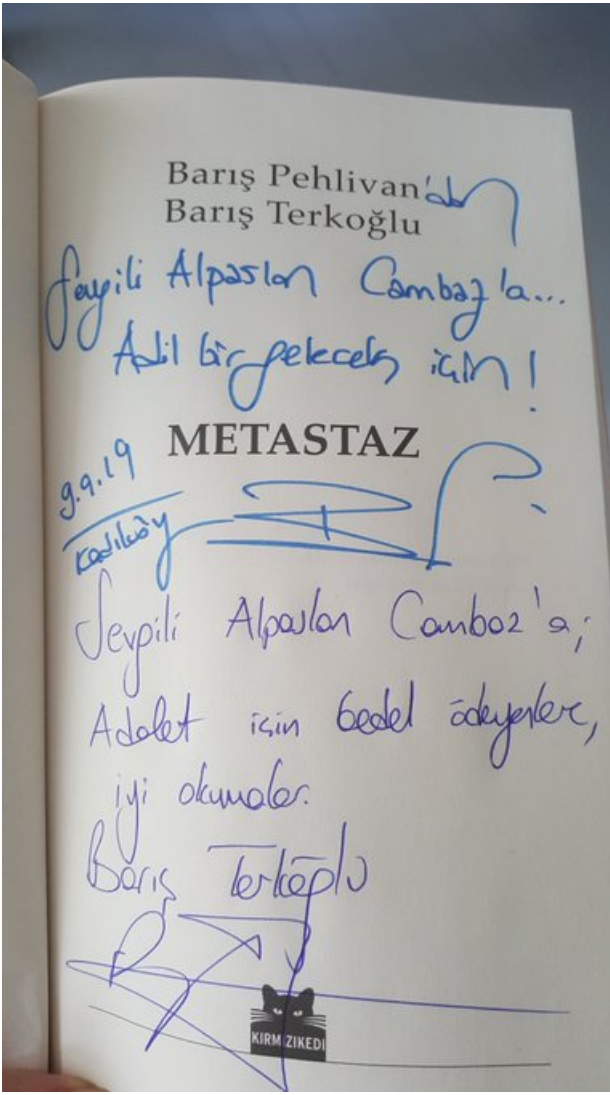 Barış Pehlivan'dan
Barış Terkoğlu
Sevgili Alpaslan Cambaz'a...
Adil bir gelecek için!
METASTAZ
9.9.19
Kadıköy
Sevgili Alpaslan Cambaz'a;
Adalet için bedel ödeyenlere,
iyi okumalar.
Barış Terkoğlu
KIRMIZIKEDI